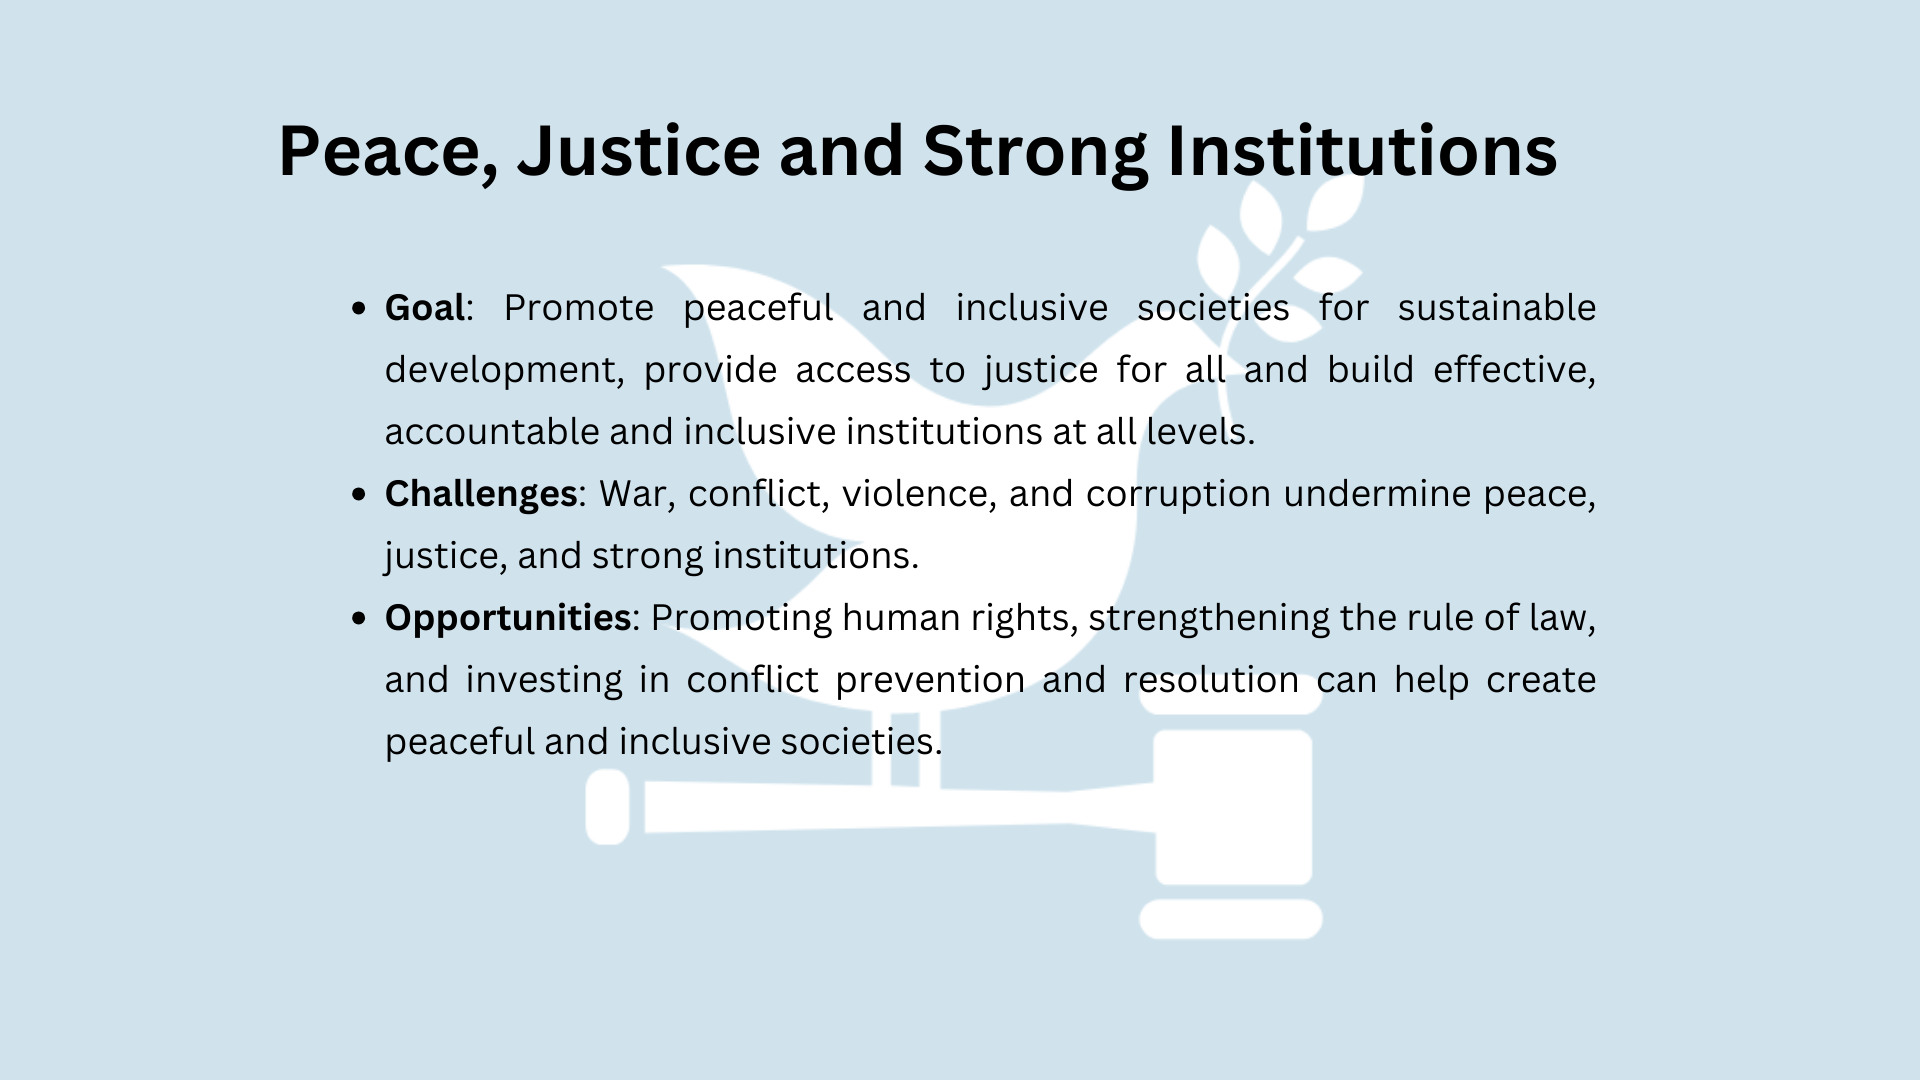 Peace, Justice and Strong Institutions
• Goal: Promote peaceful and inclusive societies for sustainable
development, provide access to justice for all and build effective,
accountable and inclusive institutions at all levels.
• Challenges: War, conflict, violence, and corruption undermine peace,
justice, and strong institutions.
• Opportunities: Promoting human rights, strengthening the rule of law,
and investing in conflict prevention and resolution can help create
peaceful and inclusive societies.